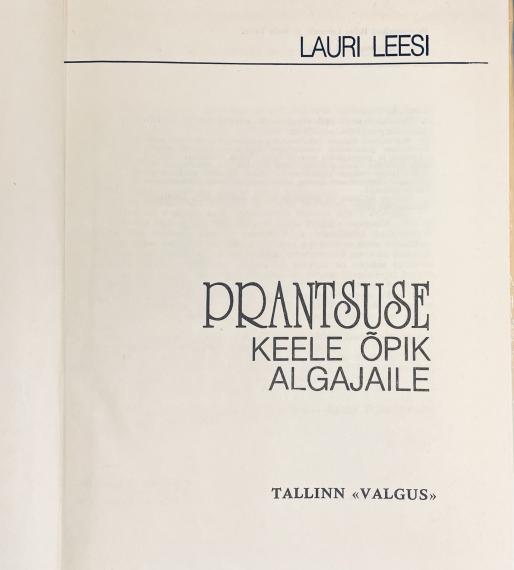 LAURI LEESI
PRANTSUSE
KEELE ÕPIK
ALGAJAILE
TALLINN «VALGUS»